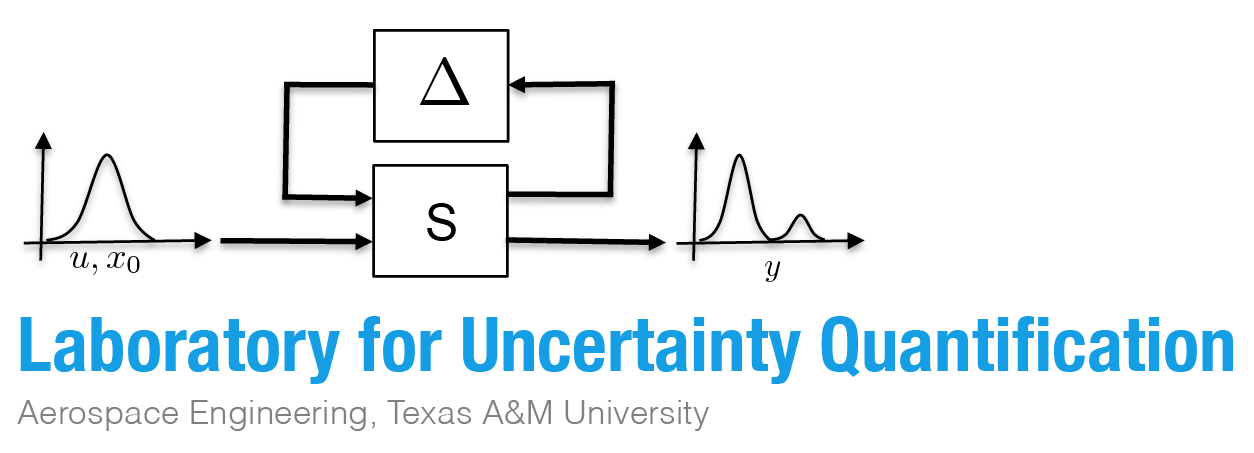 Δ
S
u, x₀
y
Laboratory for Uncertainty Quantification
Aerospace Engineering, Texas A&M University